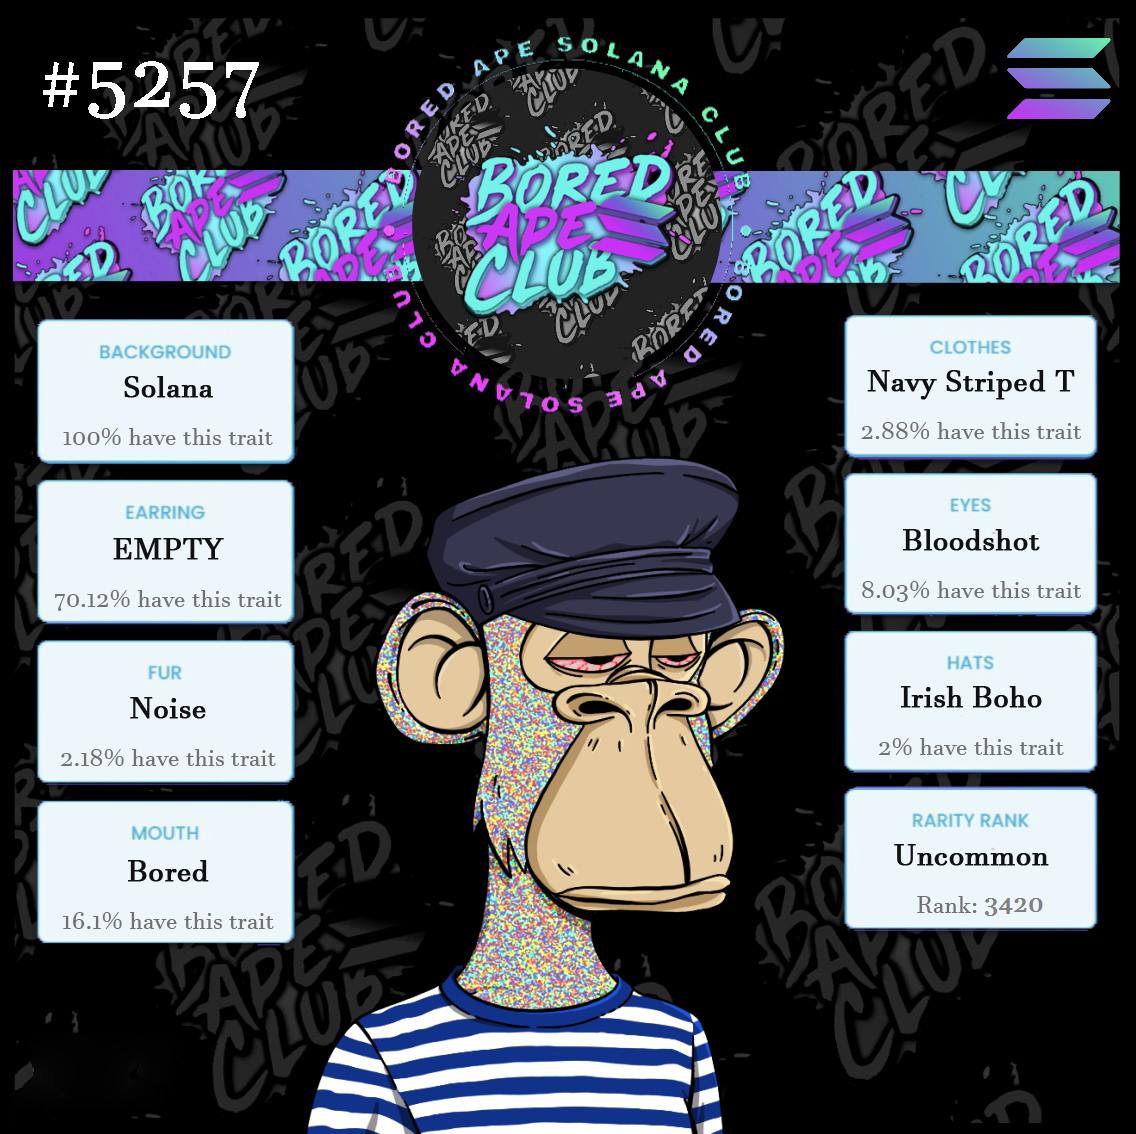 #5257
BORED APE SOLANA CLUB
BORED APE SOLANA CLUB
BORED
APE
CLUB
BACKGROUND
Solana
100% have this trait
EARRING
EMPTY
70.12% have this trait
FUR
Noise
2.18% have this trait
MOUTH
Bored
16.1% have this trait
CLOTHES
Navy Striped T
2.88% have this trait
EYES
Bloodshot
8.03% have this trait
HATS
Irish Boho
2% have this trait
RARITY RANK
Uncommon
Rank: 3420